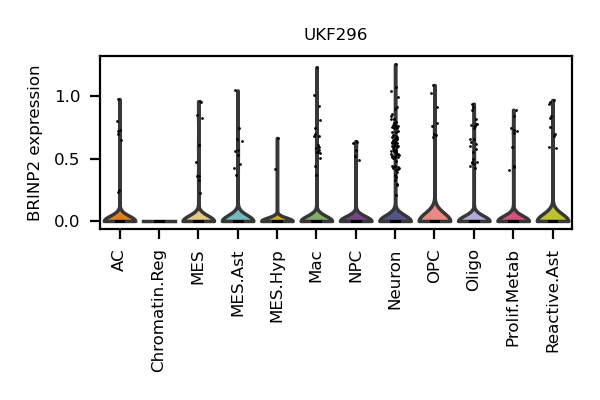 UKF296
BRINP2 expression
1.0
0.5
0.0
AC
Chromatin.Reg
MES
MES.Ast
MES.Hyp
Mac
NPC
Neuron
OPC
Oligo
Prolif.Metab
Reactive.Ast